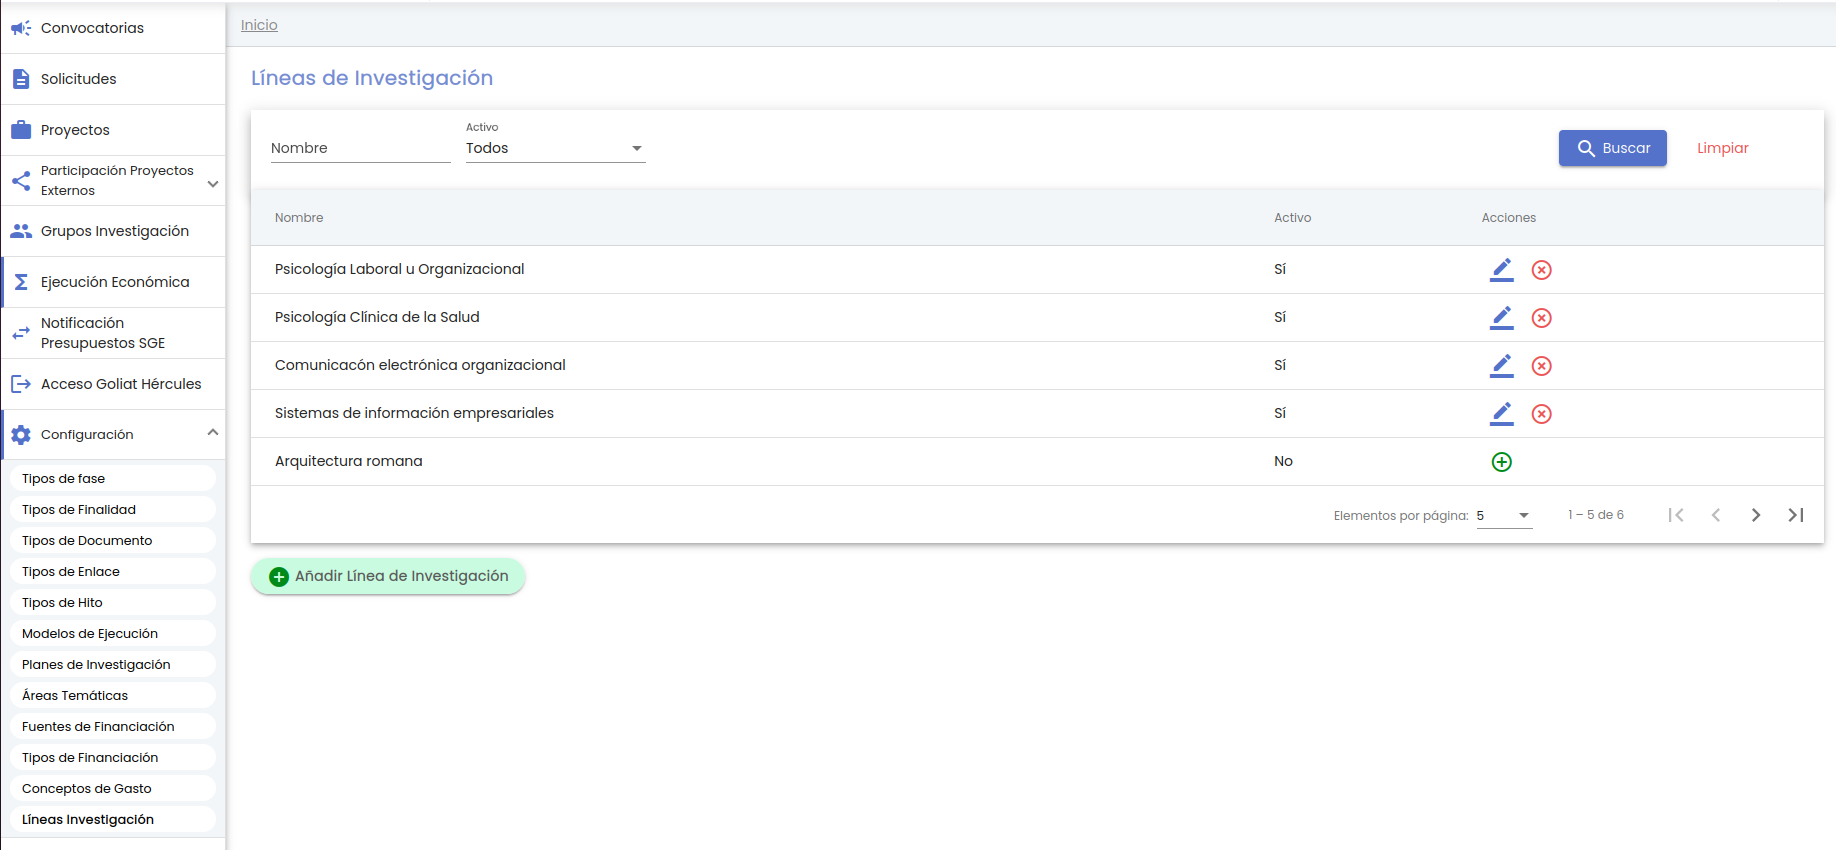 Convocatorias
Solicitudes
Proyectos
Participación Proyectos
Externos
Grupos Investigación
Ejecución Económica
Notificación
Presupuestos SGE
Acceso Goliat Hércules
Configuración
Tipos de fase
Tipos de Finalidad
Tipos de Documento
Tipos de Enlace
Tipos de Hito
Modelos de Ejecución
Planes de Investigación
Áreas Temáticas
Fuentes de Financiación
Tipos de Financiación
Conceptos de Gasto
Líneas Investigación
Inicio
Líneas de Investigación
Activo
Nombre Todos Buscar Limpiar
Nombre Activo Acciones
Psicología Laboral u Organizacional Sí
Psicología Clínica de la Salud Sí
Comunicacón electrónica organizacional Sí
Sistemas de información empresariales Sí
Arquitectura romana No
Elementos por página: 5 1 – 5 de 6
Añadir Línea de Investigación